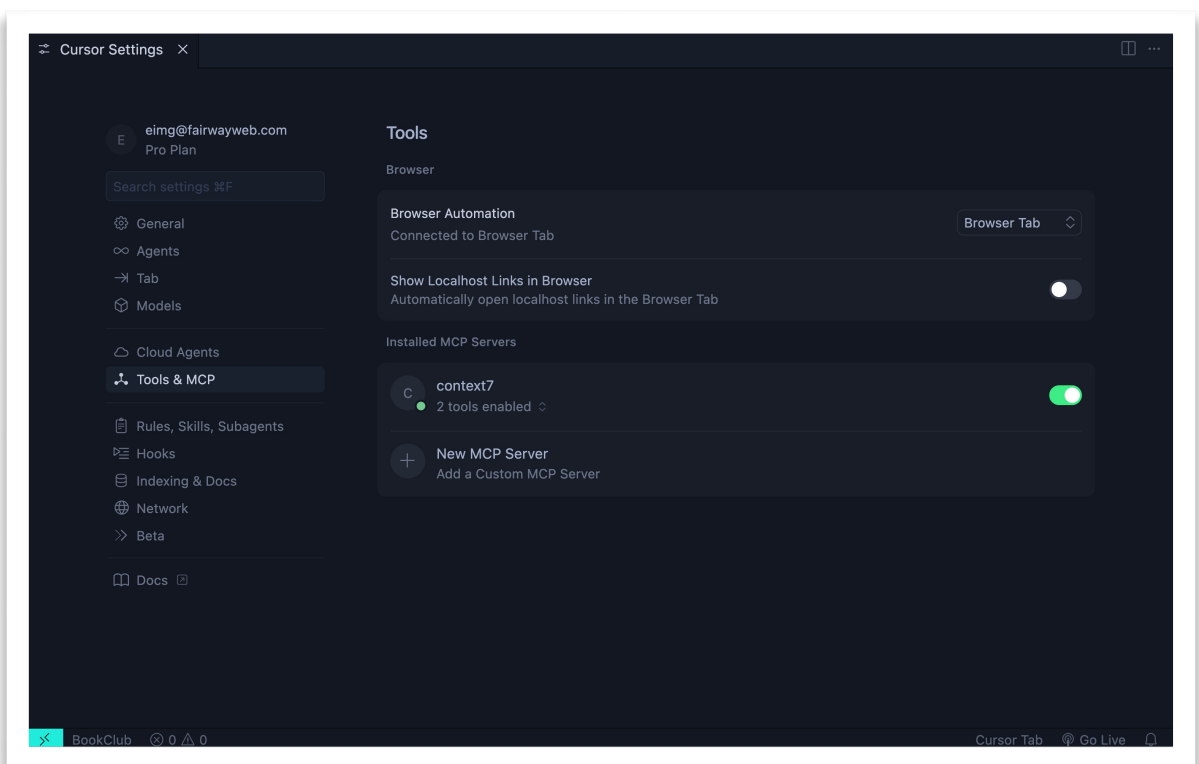 Cursor Settings
E
eimg@fairwayweb.com
Pro Plan
Search settings ⌘F
General
Agents
Tab
Models
Cloud Agents
Tools & MCP
Rules, Skills, Subagents
Hooks
Indexing & Docs
Network
Beta
Docs
Tools
Browser
Browser Automation
Connected to Browser Tab
Browser Tab
Show Localhost Links in Browser
Automatically open localhost links in the Browser Tab
Installed MCP Servers
C
context7
2 tools enabled
New MCP Server
Add a Custom MCP Server
BookClub 0 0
Cursor Tab Go Live